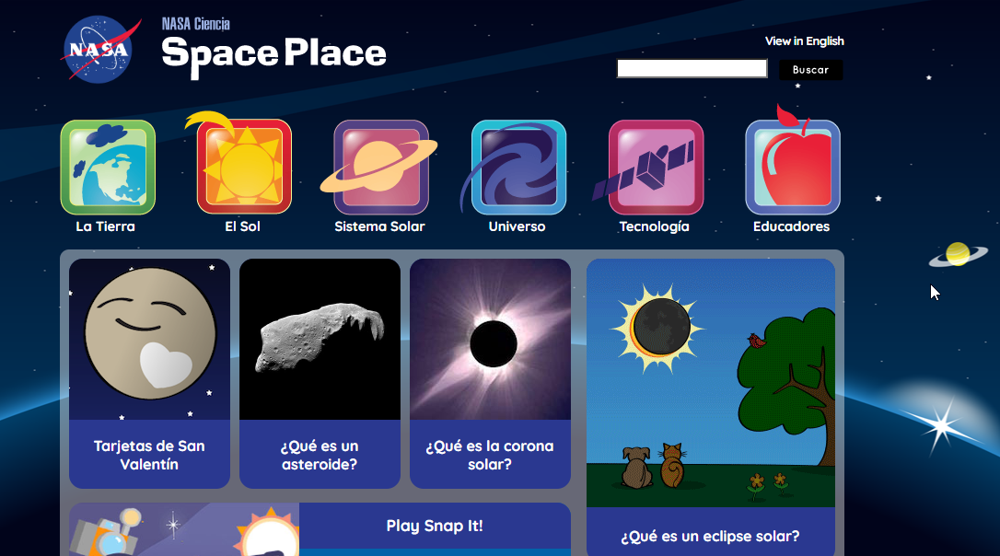 NASA
NASA Ciencia
Space Place
View in English
Buscar
La Tierra
El Sol
Sistema Solar
Universo
Tecnología
Educadores
Tarjetas de San
Valentín
¿Qué es un
asteroide?
¿Qué es la corona
solar?
¿Qué es un eclipse solar?
Play Snap It!